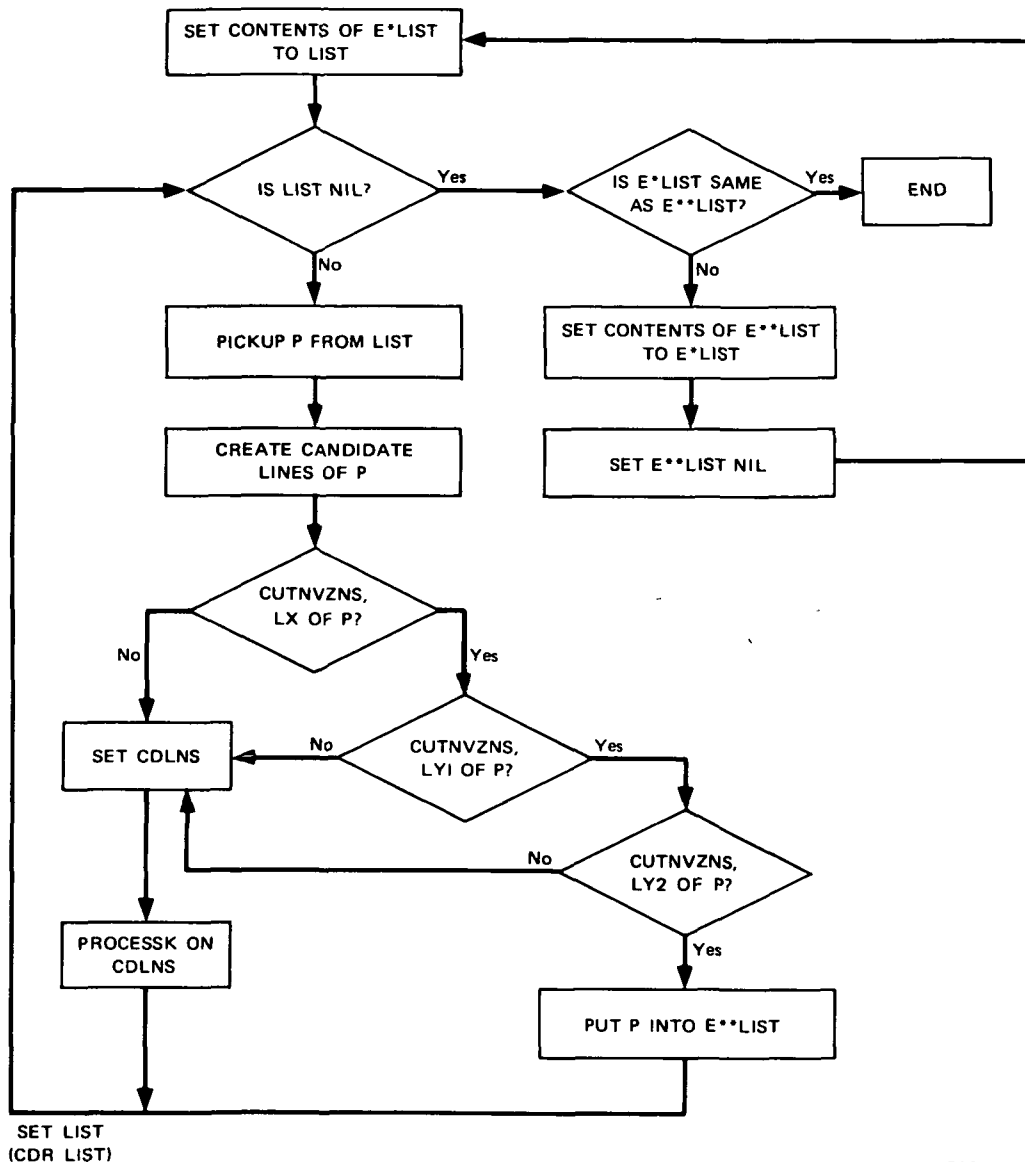 SET CONTENTS OF E*LIST
TO LIST
IS LIST NIL?
Yes
IS E*LIST SAME
AS E**LIST?
Yes
END
No
No
PICKUP P FROM LIST
SET CONTENTS OF E**LIST
TO E*LIST
CREATE CANDIDATE
LINES OF P
SET E**LIST NIL
CUTNVZNS,
LX OF P?
No
Yes
SET CDLNS
No
CUTNVZNS,
LY1 OF P?
Yes
No
CUTNVZNS,
LY2 OF P?
Yes
PROCESSK ON
CDLNS
PUT P INTO E**LIST
SET LIST
(CDR LIST)